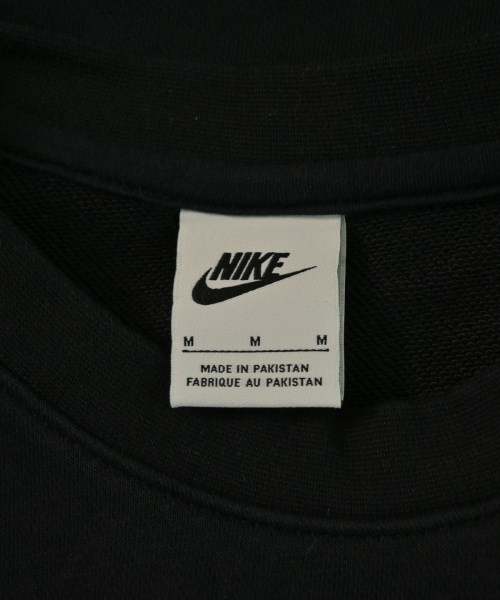 NIKE
M M M
MADE IN PAKISTAN
FABRIQUE AU PAKISTAN